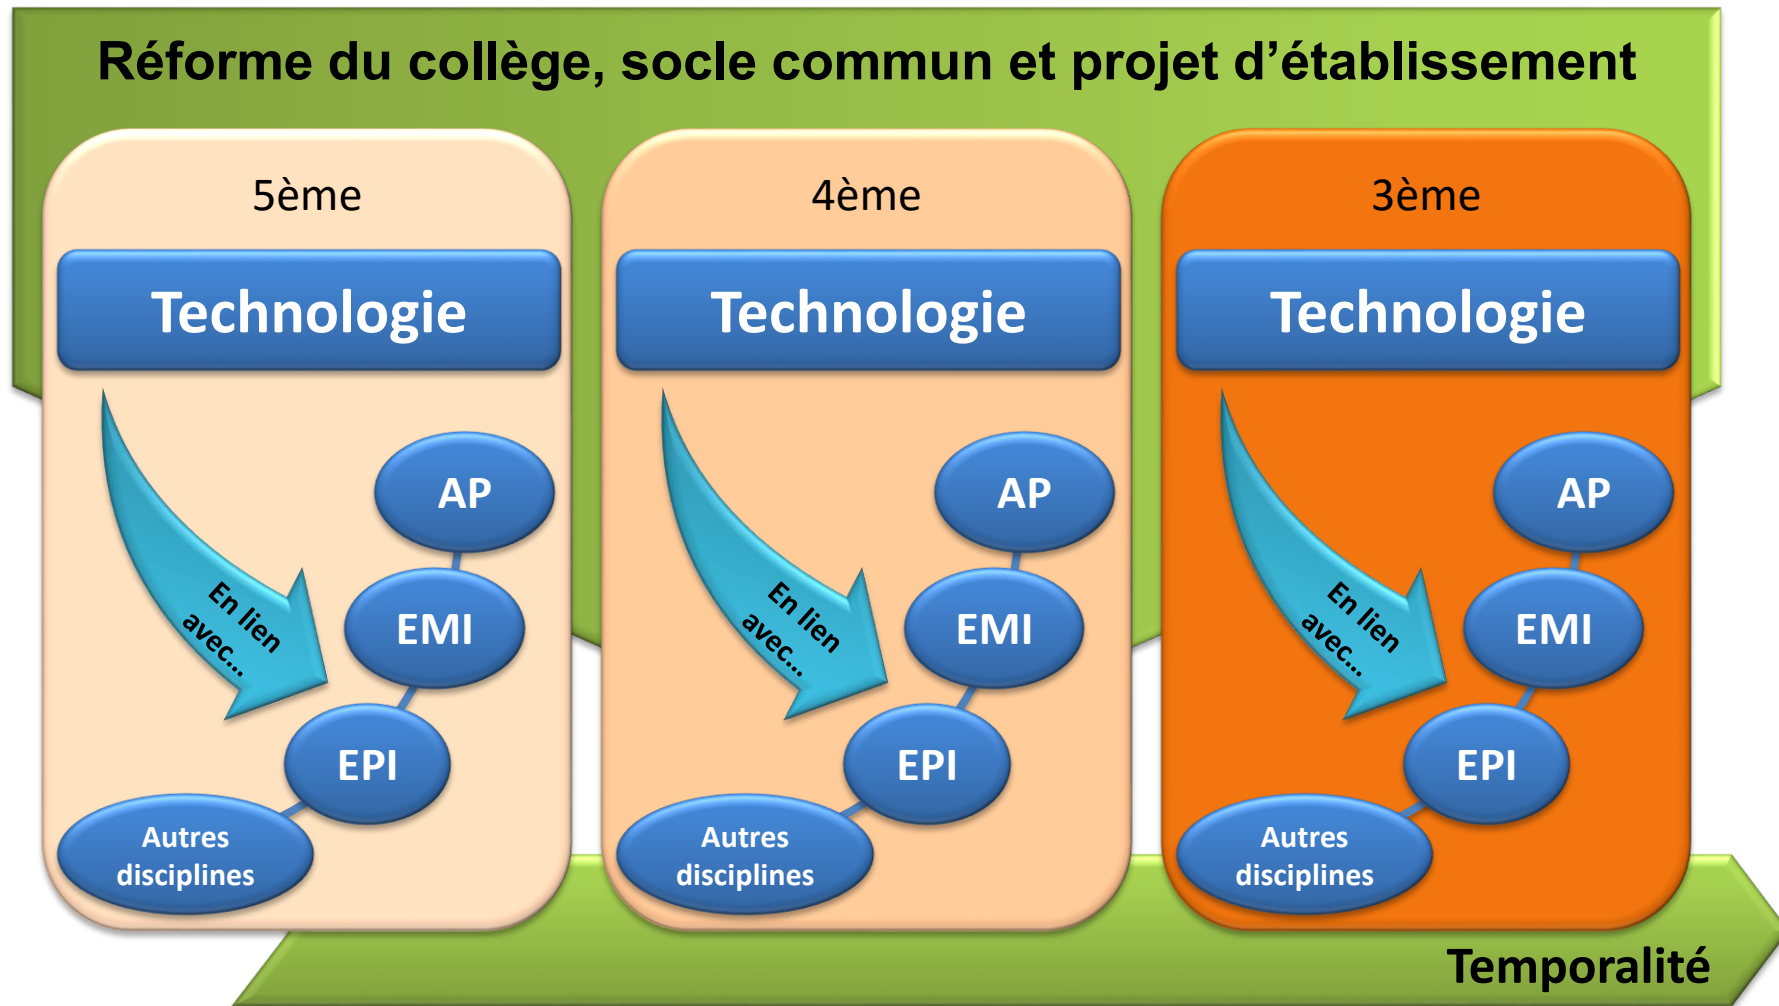 Réforme du collège, socle commun et projet d’établissement
5ème
Technologie
AP
En lien
avec...
EMI
EPI
Autres
disciplines
4ème
Technologie
AP
En lien
avec...
EMI
EPI
Autres
disciplines
3ème
Technologie
AP
En lien
avec...
EMI
EPI
Autres
disciplines
Temporalité